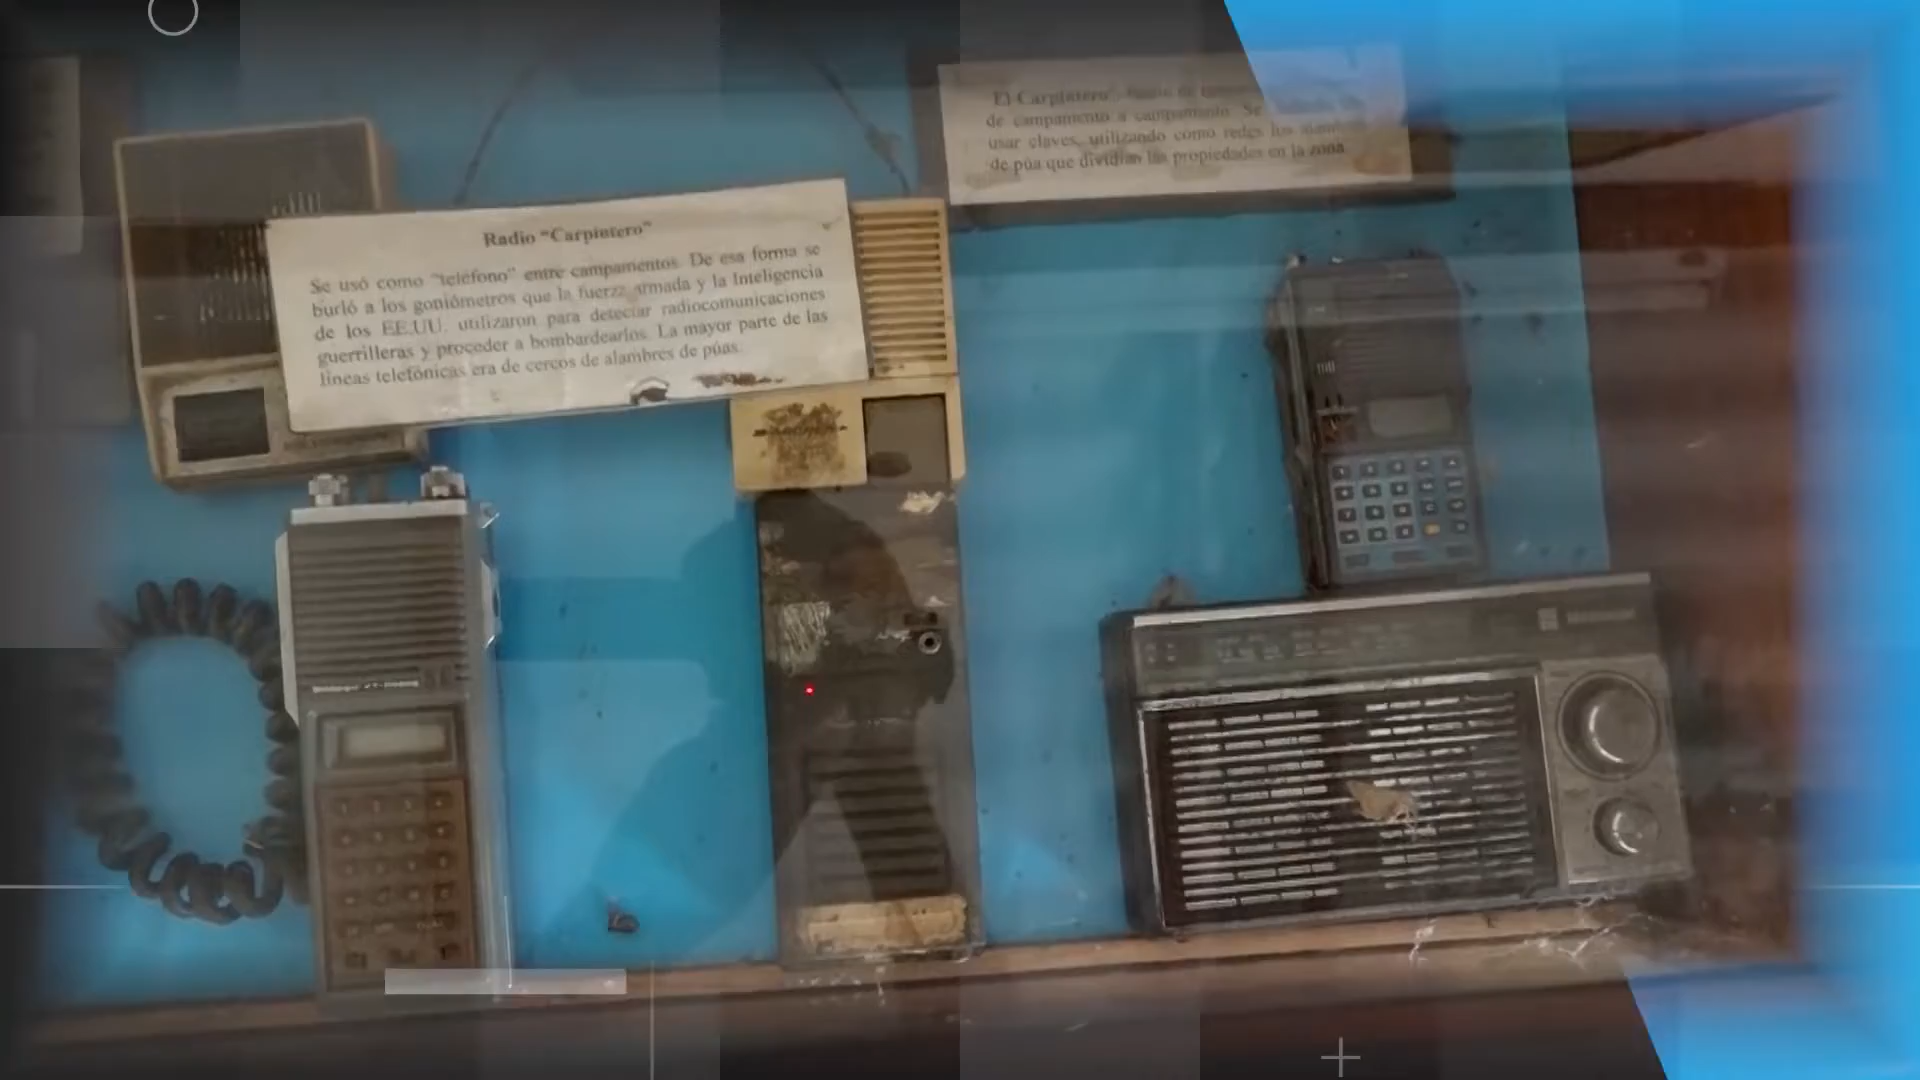 Radio “Carpintero”
Se usó como “teléfono” entre campamentos. De esa forma se
burló a los goniómetros que la fuerza armada y la Inteligencia
de los EE.UU. utilizaron para detectar radiocomunicaciones
guerrilleras y proceder a bombardearlos. La mayor parte de las
líneas telefónicas era de cercos de alambres de púas.
El Carpintero”,
de campamento a campamento. Se
usar claves, utilizando como redes los
de púa que dividían las propiedades en la zona.